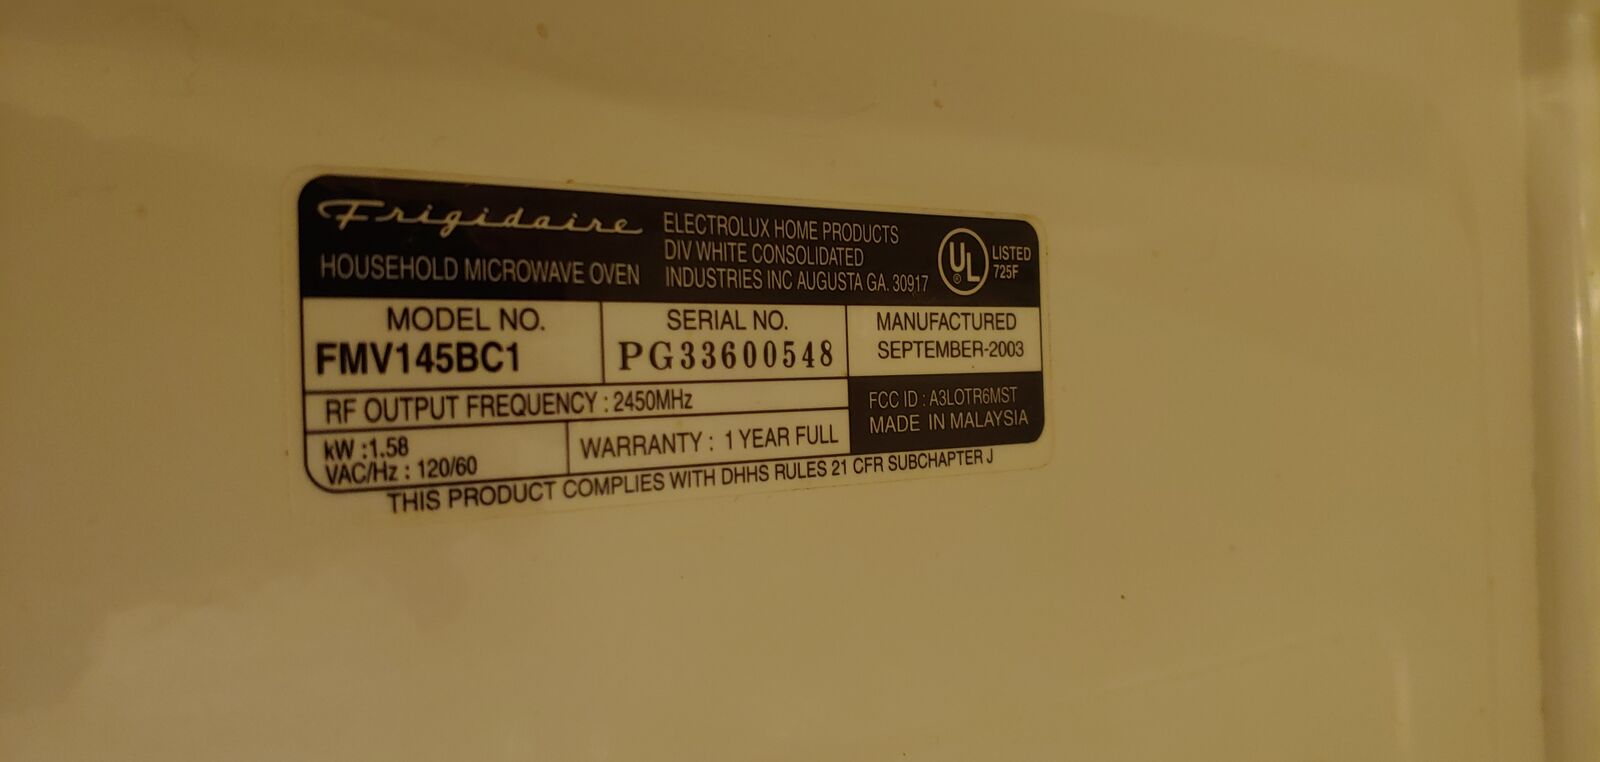 Frigidaire
HOUSEHOLD MICROWAVE OVEN
ELECTROLUX HOME PRODUCTS
DIV WHITE CONSOLIDATED
INDUSTRIES INC AUGUSTA GA. 30917
UL ®
LISTED
725F
MODEL NO.
FMV145BC1
SERIAL NO.
PG33600548
MANUFACTURED
SEPTEMBER-2003
RF OUTPUT FREQUENCY : 2450MHz
FCC ID : A3LOTR6MST
MADE IN MALAYSIA
kW :1.58
VAC/Hz : 120/60
WARRANTY : 1 YEAR FULL
THIS PRODUCT COMPLIES WITH DHHS RULES 21 CFR SUBCHAPTER J